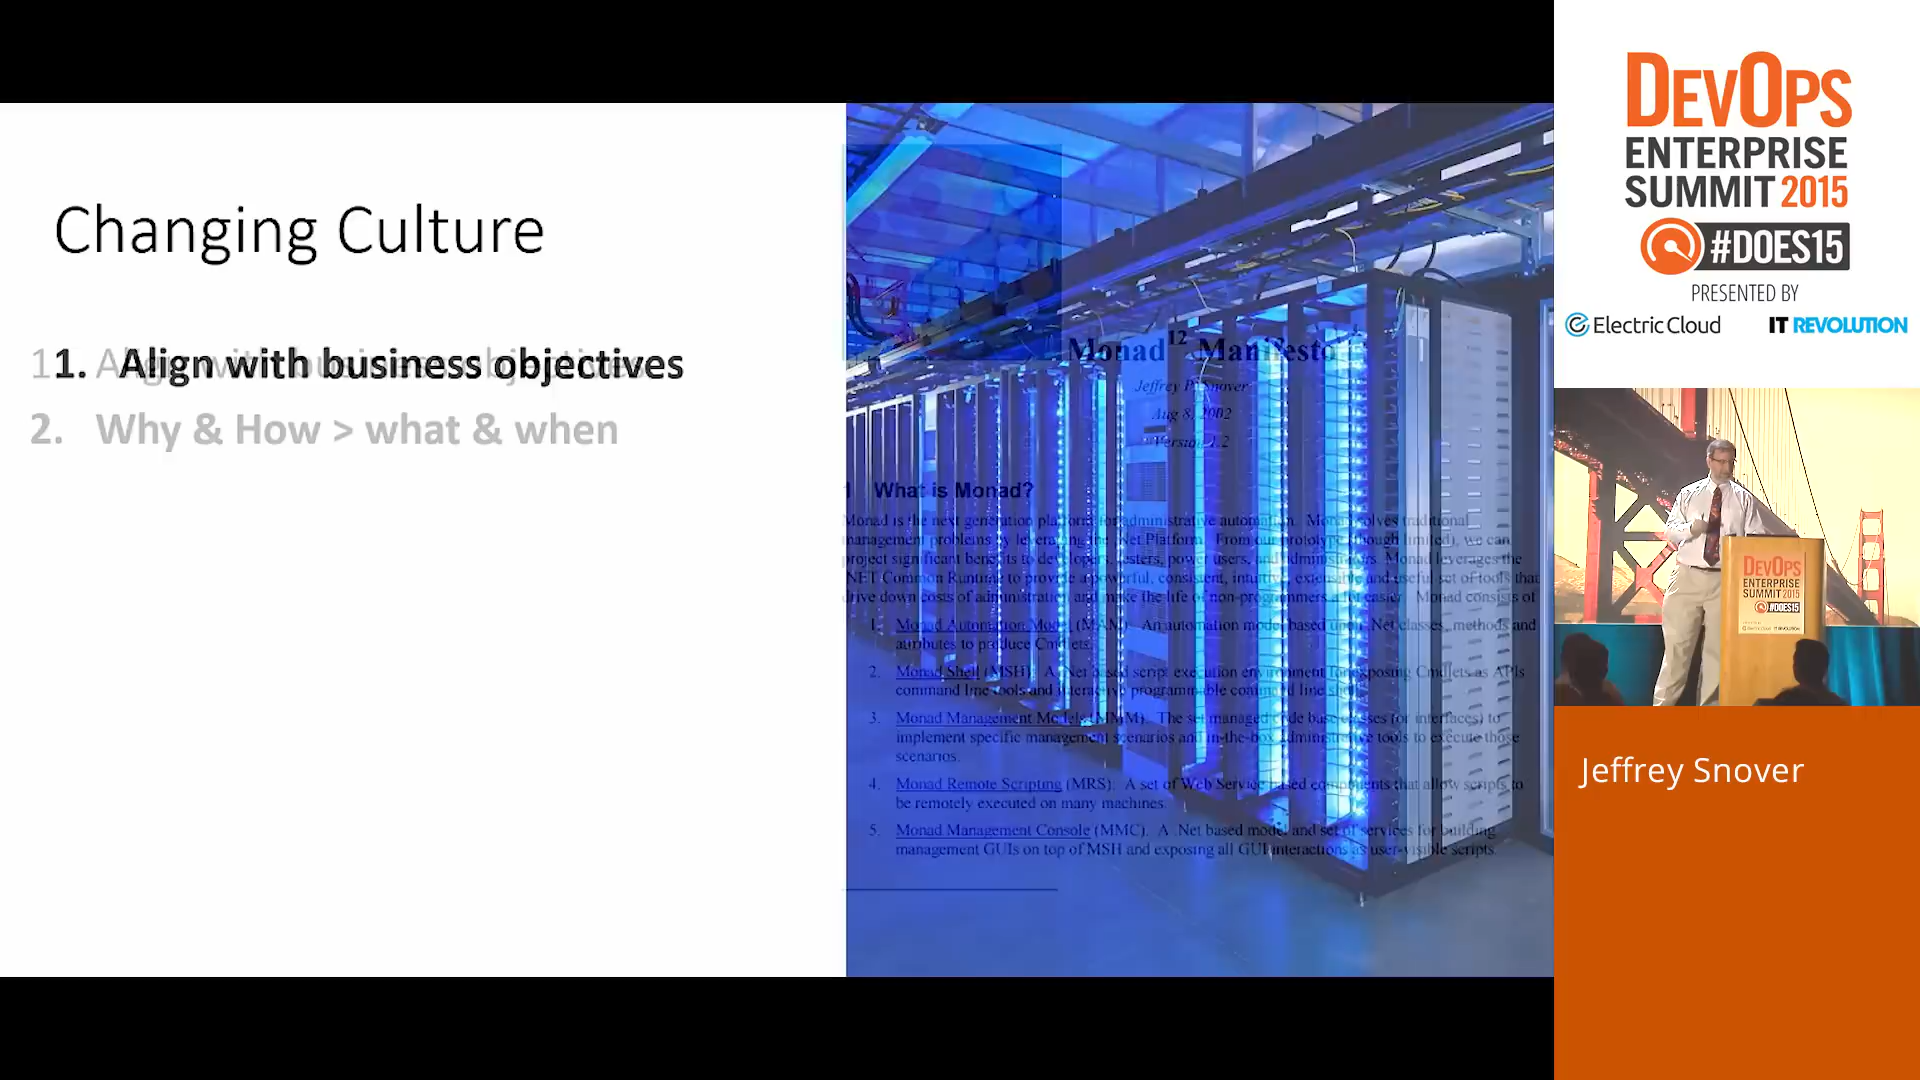 Changing Culture
1. Align with business objectives
1. Align with business objectives
2. Why & How > what & when
Monad12 Manifesto
Jeffrey P. Snover
Aug 8, 2002
Version 1.2
1 What is Monad?
Monad is the next generation platform for administrative automation. Monad solves traditional
management problems by leveraging the .Net Platform. From our prototype (though limited), we can
project significant benefits to developers, testers, power users, and administrators. Monad leverages the
.NET Common Runtime to provide a powerful, consistent, intuitive, extensible and useful set of tools that
drive down costs of administration and make the life of non-programmers a lot easier. Monad consists of
1. Monad Automation Model (MAM). An automation model based upon .Net classes, methods and
attributes to produce Cmdlets.
2. Monad Shell (MSH). A .Net based script execution environment for exposing Cmdlets as APIs
command line tools and interactive programmable command line shell
3. Monad Management Models (MMM). The set managed code base classes (or interfaces) to
implement specific management scenarios and in-the-box administrative tools to execute those
scenarios.
4. Monad Remote Scripting (MRS). A set of Web Service based components that allow scripts to
be remotely executed on many machines.
5. Monad Management Console (MMC). A .Net based model and set of services for building
management GUIs on top of MSH and exposing all GUI interactions as user-visible scripts.
DEVOPS
ENTERPRISE
SUMMIT 2015
#DOES15
PRESENTED BY
Electric Cloud IT REVOLUTION
DEVOPS
ENTERPRISE
SUMMIT 2015
#DOES15
Jeffrey Snover